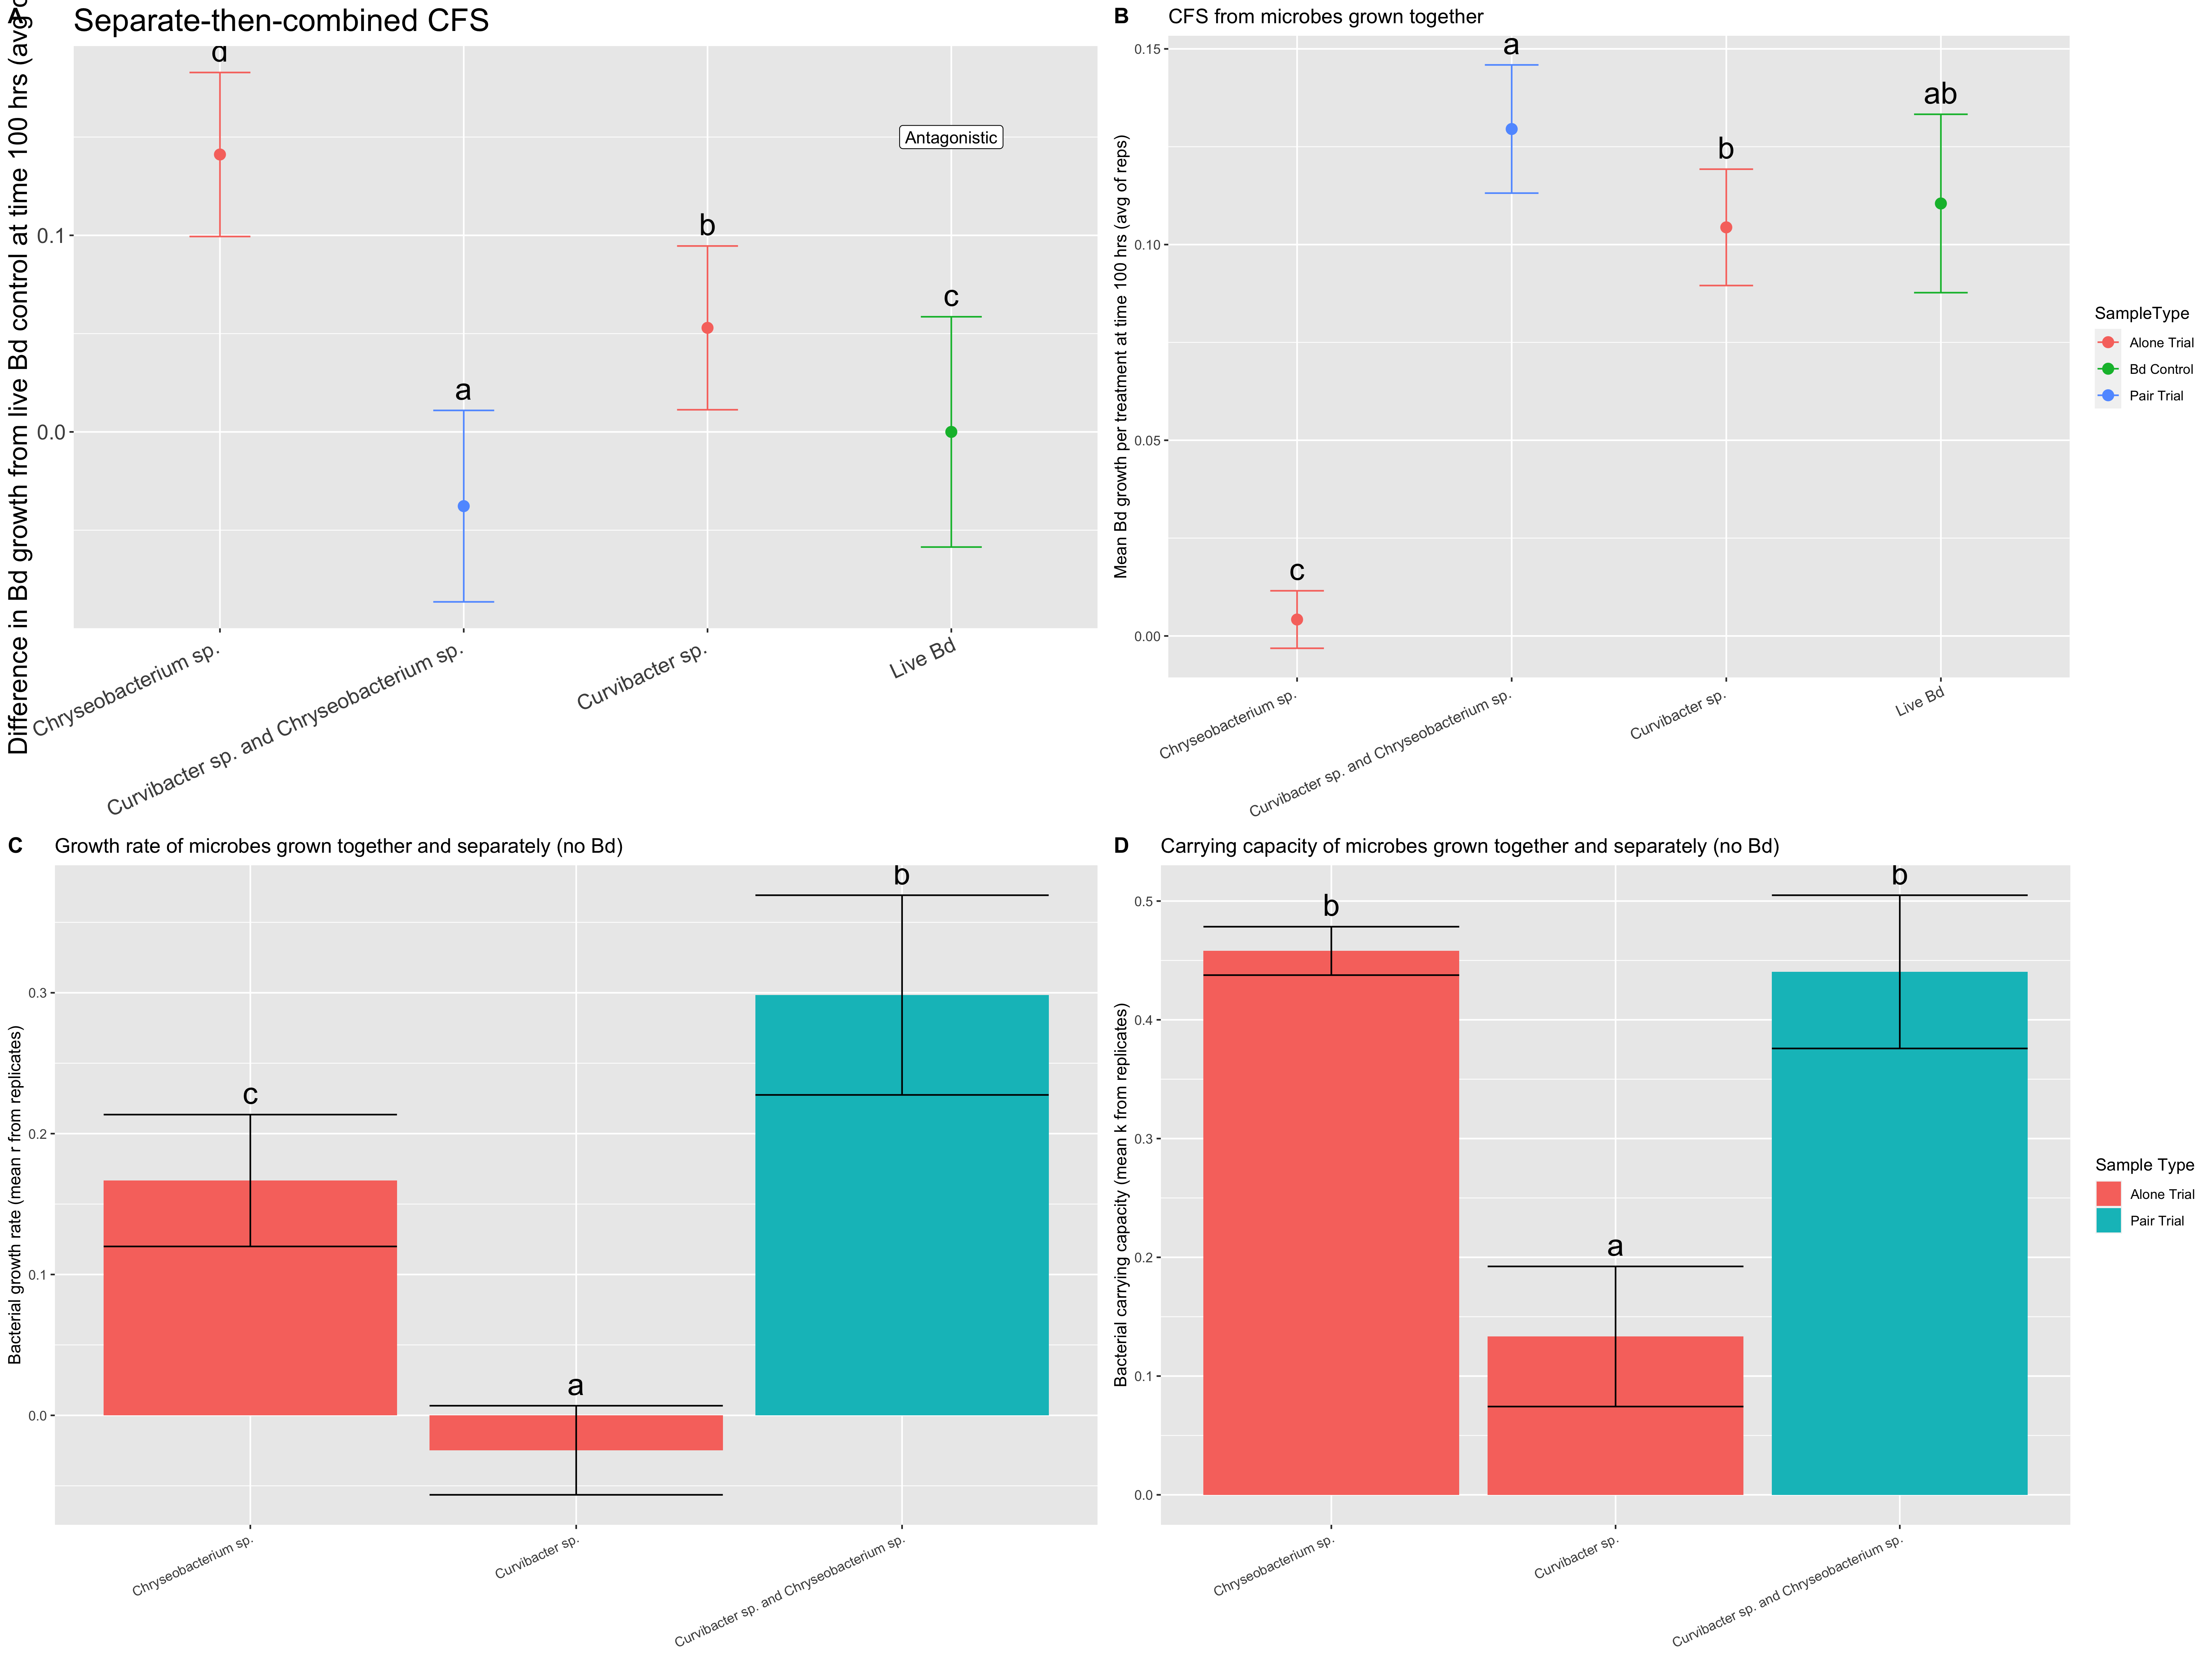 A
Separate-then-combined CFS
Difference in Bd growth from live Bd control at time 100 hrs (avg
0.1
0.0
d
a
b
c
Antagonistic
Chryseobacterium sp.
Curvibacter sp. and Chryseobacterium sp.
Curvibacter sp.
Live Bd
B
CFS from microbes grown together
Mean Bd growth per treatment at time 100 hrs (avg of reps)
0.15
0.10
0.05
0.00
c
a
b
ab
Chryseobacterium sp.
Curvibacter sp. and Chryseobacterium sp.
Curvibacter sp.
Live Bd
SampleType
Alone Trial
Bd Control
Pair Trial
C
Growth rate of microbes grown together and separately (no Bd)
Bacterial growth rate (mean r from replicates)
0.3
0.2
0.1
0.0
c
a
b
Chryseobacterium sp.
Curvibacter sp.
Curvibacter sp. and Chryseobacterium sp.
D
Carrying capacity of microbes grown together and separately (no Bd)
Bacterial carrying capacity (mean k from replicates)
0.5
0.4
0.3
0.2
0.1
0.0
b
a
b
Chryseobacterium sp.
Curvibacter sp.
Curvibacter sp. and Chryseobacterium sp.
Sample Type
Alone Trial
Pair Trial